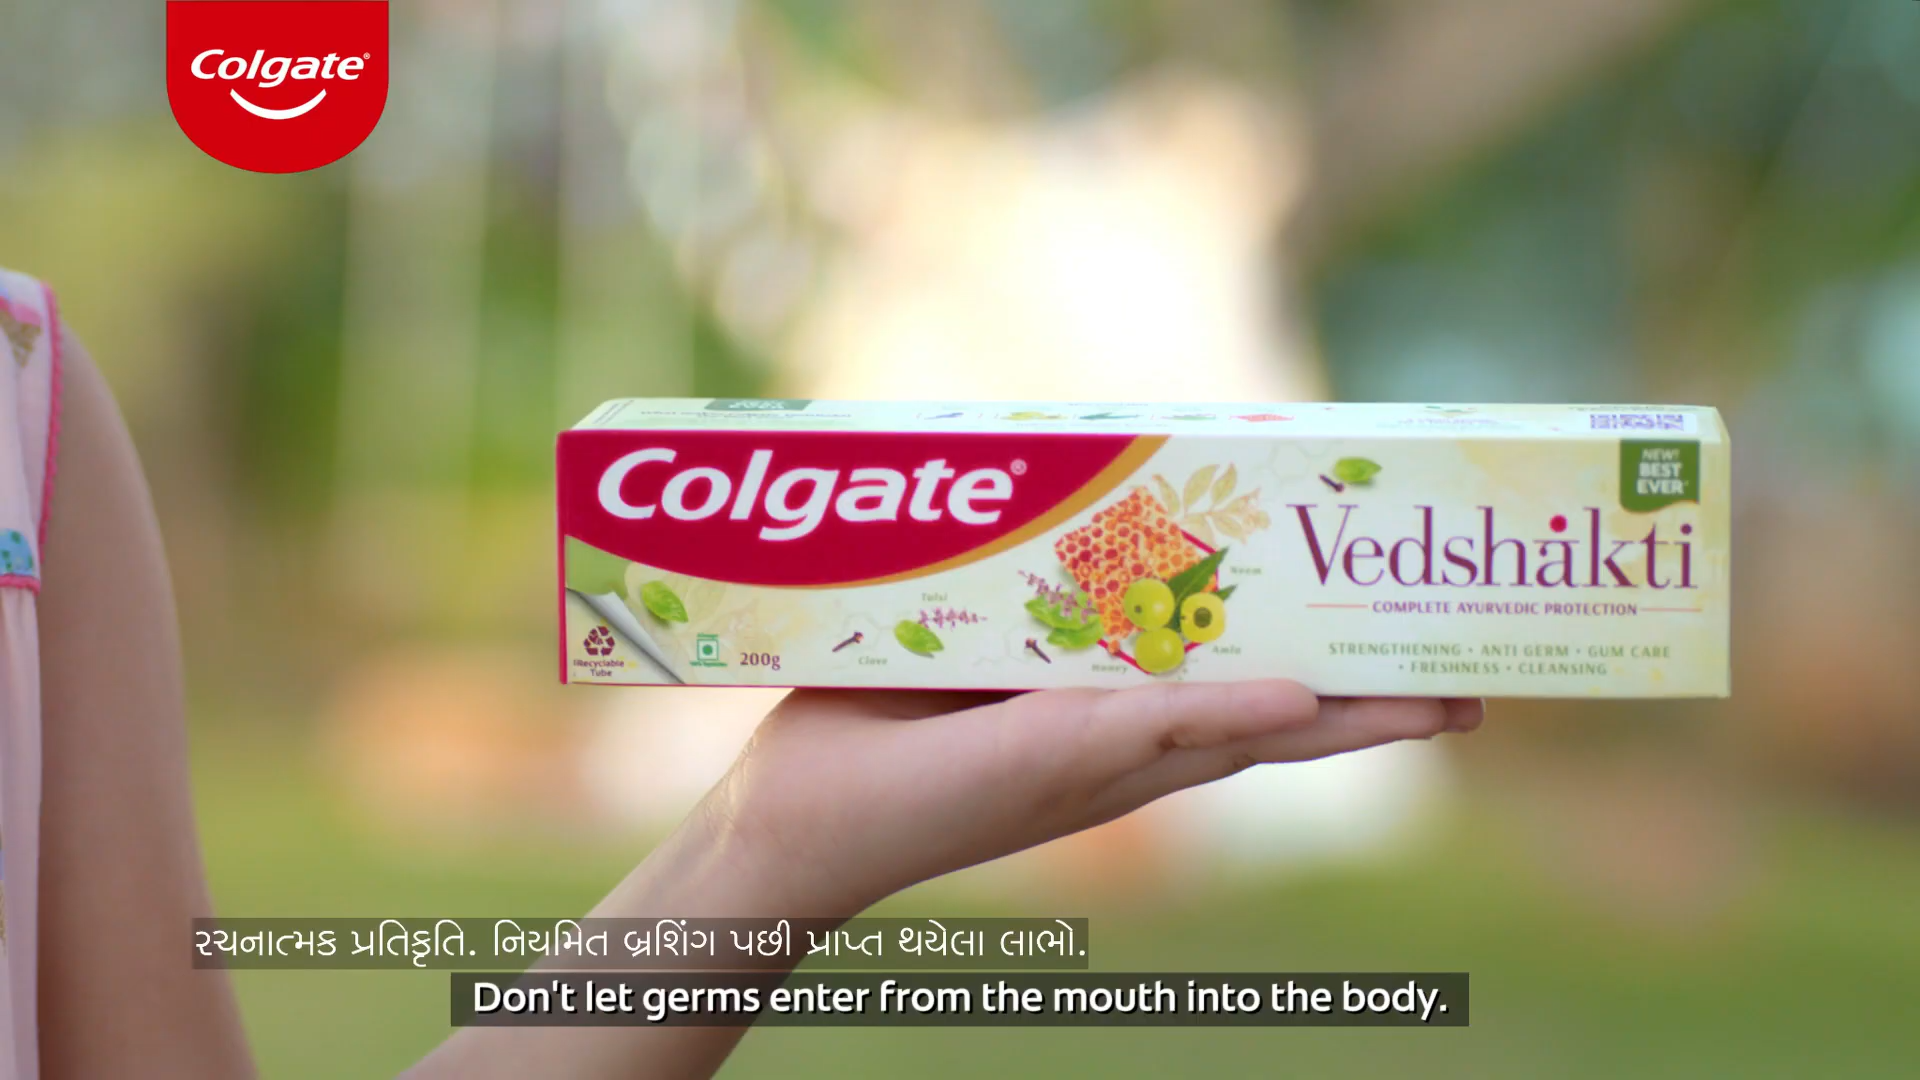 Colgate®
Colgate®
Vedshakti
COMPLETE AYURVEDIC PROTECTION
STRENGTHENING • ANTI GERM • GUM CARE
• FRESHNESS • CLEANSING
NEW!
BEST
EVER
Neem
Tulsi
Clove
Honey
Amla
Recyclable
Tube
200g
રચનાત્મક પ્રતિકૃતિ. નિયમિત બ્રશિંગ પછી પ્રાપ્ત થયેલા લાભો.
Don't let germs enter from the mouth into the body.